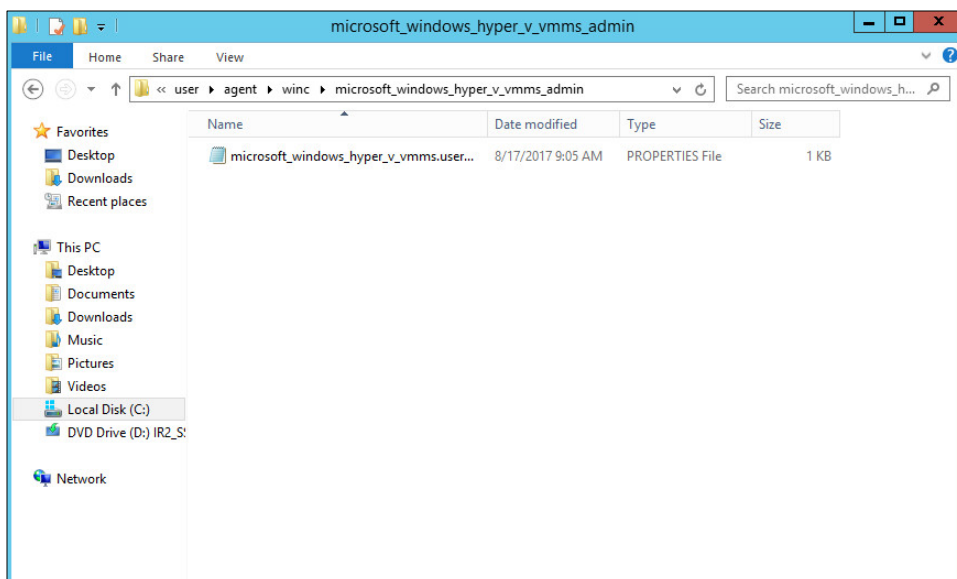 microsoft_windows_hyper_v_vmms_admin
File Home Share View
« user agent winc microsoft_windows_hyper_v_vmms_admin Search microsoft_windows_h...
Name Date modified Type Size
microsoft_windows_hyper_v_vmms.user... 8/17/2017 9:05 AM PROPERTIES File 1 KB
Favorites
Desktop
Downloads
Recent places
This PC
Desktop
Documents
Downloads
Music
Pictures
Videos
Local Disk (C:)
DVD Drive (D:) IR2_S
Network